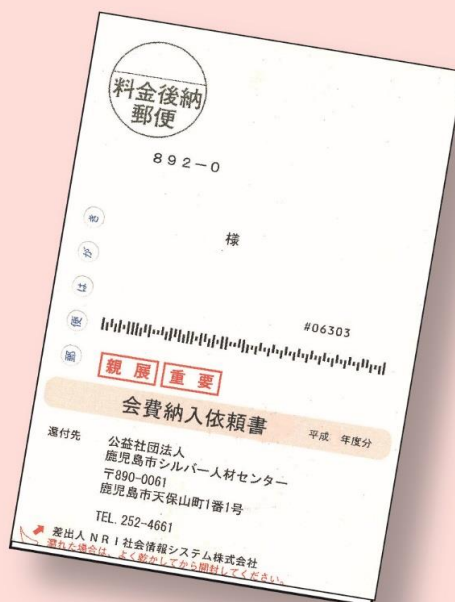 料金後納
郵便
892-0
様
郵便はがき
#06303
親展 重要
会費納入依頼書 平成 年度分
還付先 公益社団法人
鹿児島市シルバー人材センター
〒890-0061
鹿児島市天保山町1番1号
TEL. 252-4661
差出人 NRI社会情報システム株式会社
濡れた場合は、よく乾かしてから開封してください。